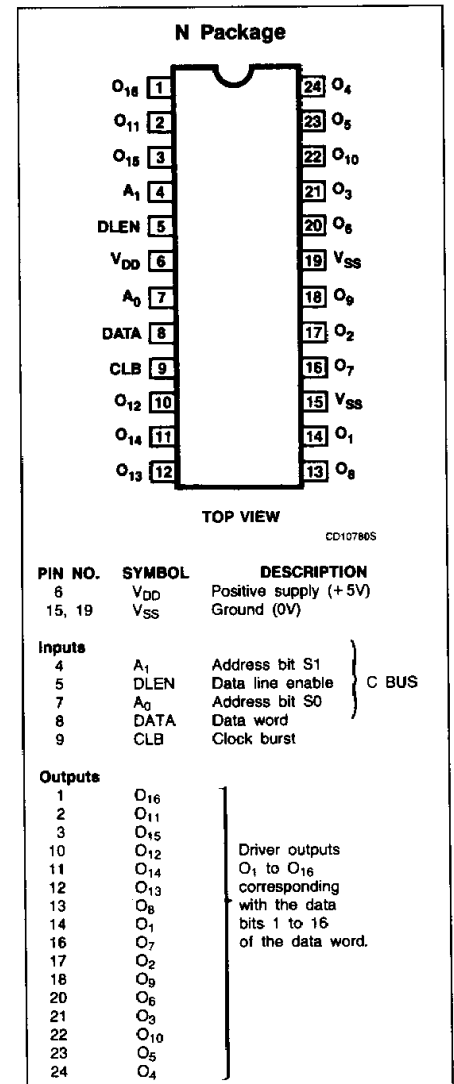 N Package
O16 1 24 O4
O11 2 23 O5
O15 3 22 O10
A1 4 21 O3
DLEN 5 20 O6
VDD 6 19 VSS
A0 7 18 O9
DATA 8 17 O2
CLB 9 16 O7
O12 10 15 VSS
O14 11 14 O1
O13 12 13 O8
TOP VIEW
CD10780S
PIN NO. SYMBOL DESCRIPTION
6 VDD Positive supply (+5V)
15, 19 VSS Ground (0V)
Inputs
4 A1 Address bit S1
5 DLEN Data line enable C BUS
7 A0 Address bit S0
8 DATA Data word
9 CLB Clock burst
Outputs
1 O16
2 O11
3 O15
10 O12 Driver outputs
11 O14 O1 to O16
12 O13 corresponding
13 O8 with the data
14 O1 bits 1 to 16
16 O7 of the data word.
17 O2
18 O9
20 O6
21 O3
22 O10
23 O5
24 O4